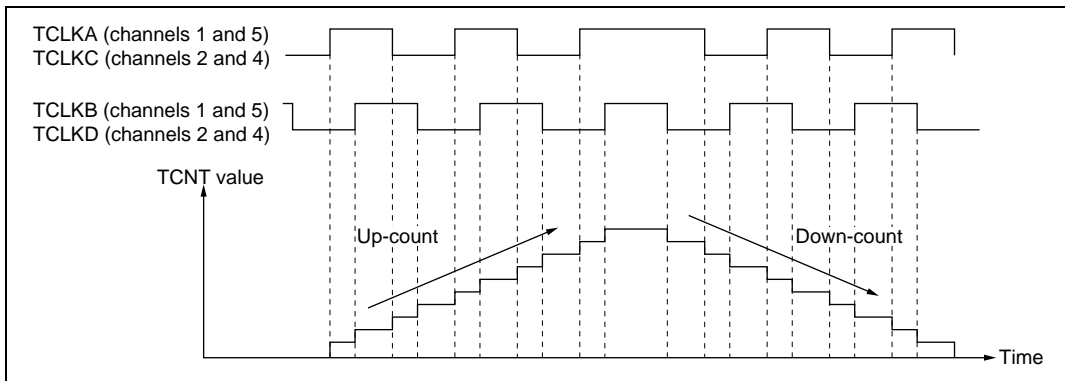 TCLKA (channels 1 and 5)
TCLKC (channels 2 and 4)
TCLKB (channels 1 and 5)
TCLKD (channels 2 and 4)
TCNT value
Up-count
Down-count
Time